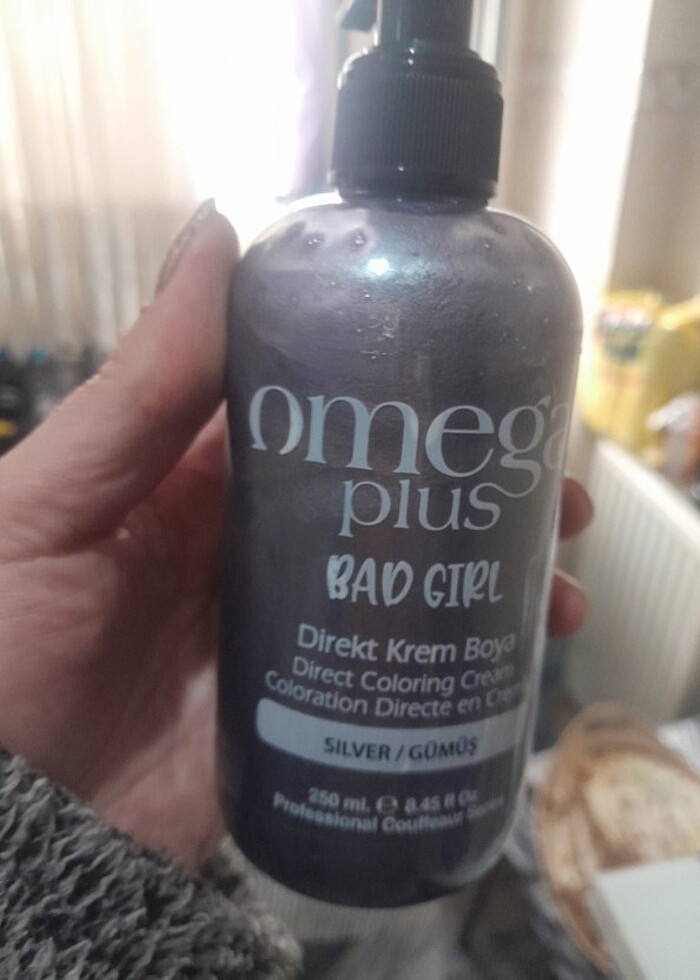 omega
plus
BAD GIRL
Direkt Krem Boya
Direct Coloring Cream
Coloration Directe en Crème
SILVER / GÜMÜŞ
250 ml. ℮ 8.45 fl Oz
Professional Couffeaur